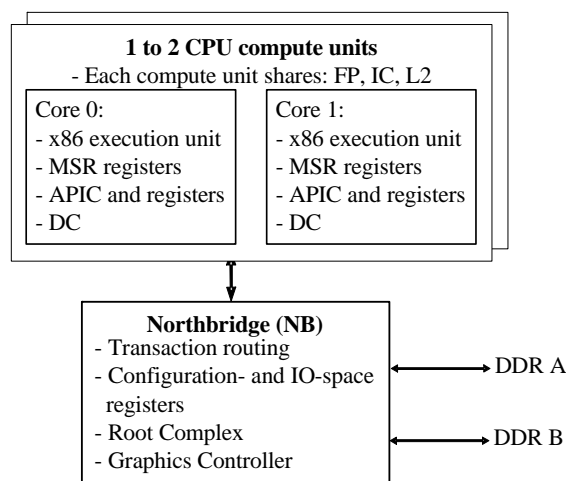 1 to 2 CPU compute units
- Each compute unit shares: FP, IC, L2
Core 0:
- x86 execution unit
- MSR registers
- APIC and registers
- DC
Core 1:
- x86 execution unit
- MSR registers
- APIC and registers
- DC
Northbridge (NB)
- Transaction routing
- Configuration- and IO-space
registers
- Root Complex
- Graphics Controller
DDR A
DDR B